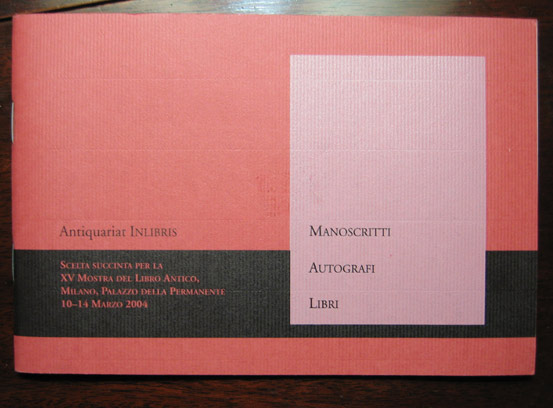 Antiquariat INLIBRIS
SCELTA SUCCINTA PER LA
XV MOSTRA DEL LIBRO ANTICO,
MILANO, PALAZZO DELLA PERMANENTE
10–14 MARZO 2004
MANOSCRITTI
AUTOGRAFI
LIBRI